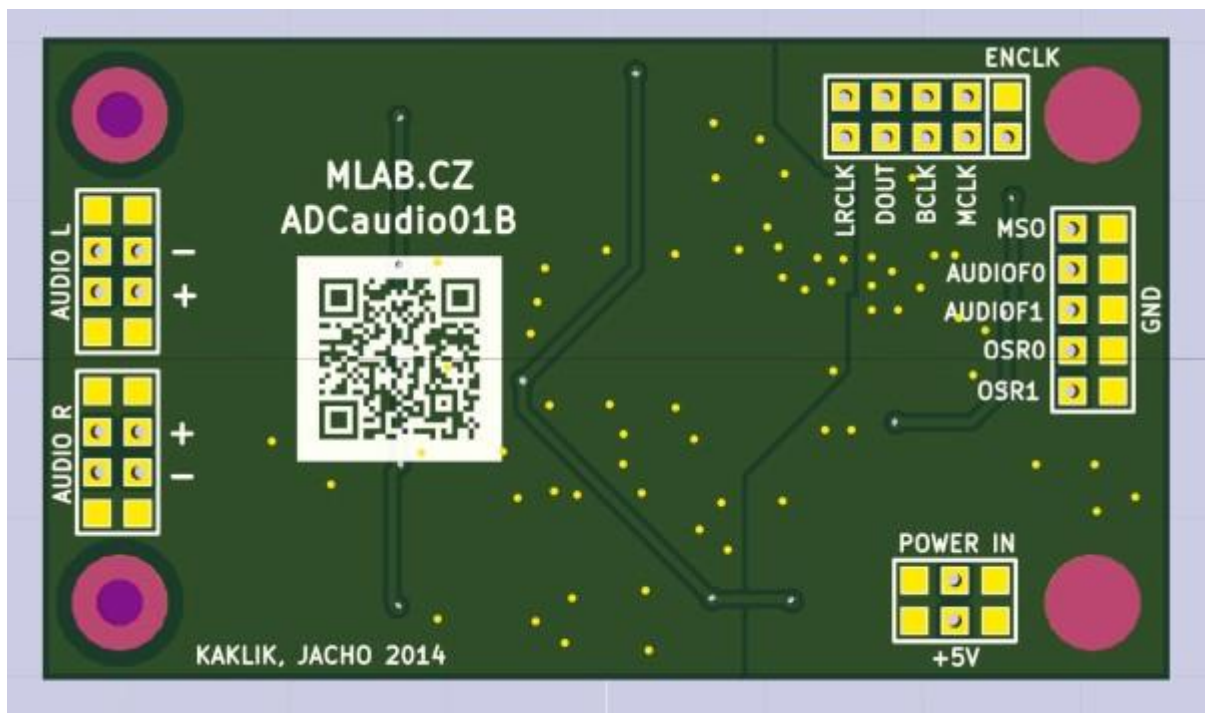 ENCLK
LRCLK
DOUT
BCLK
MCLK
MLAB.CZ
ADCaudio01B
AUDIO L
-
+
MSO
AUDIOF0
AUDIOF1
OSR0
OSR1
GND
AUDIO R
+
-
POWER IN
+5V
KAKLIK, JACHO 2014